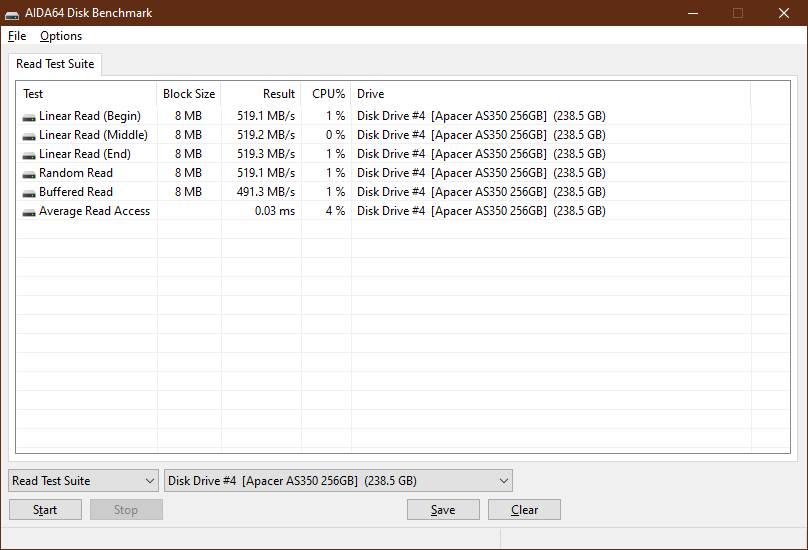 AIDA64 Disk Benchmark
File Options
Read Test Suite
Test Block Size Result CPU% Drive
Linear Read (Begin) 8 MB 519.1 MB/s 1 % Disk Drive #4 [Apacer AS350 256GB] (238.5 GB)
Linear Read (Middle) 8 MB 519.2 MB/s 0 % Disk Drive #4 [Apacer AS350 256GB] (238.5 GB)
Linear Read (End) 8 MB 519.3 MB/s 1 % Disk Drive #4 [Apacer AS350 256GB] (238.5 GB)
Random Read 8 MB 519.1 MB/s 1 % Disk Drive #4 [Apacer AS350 256GB] (238.5 GB)
Buffered Read 8 MB 491.3 MB/s 1 % Disk Drive #4 [Apacer AS350 256GB] (238.5 GB)
Average Read Access 0.03 ms 4 % Disk Drive #4 [Apacer AS350 256GB] (238.5 GB)
Read Test Suite Disk Drive #4 [Apacer AS350 256GB] (238.5 GB)
Start Stop Save Clear